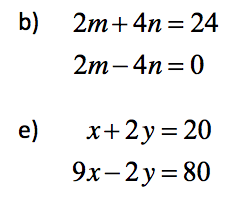 b) 2m + 4n = 24
2m – 4n = 0
e) x + 2y = 20
9x – 2y = 80